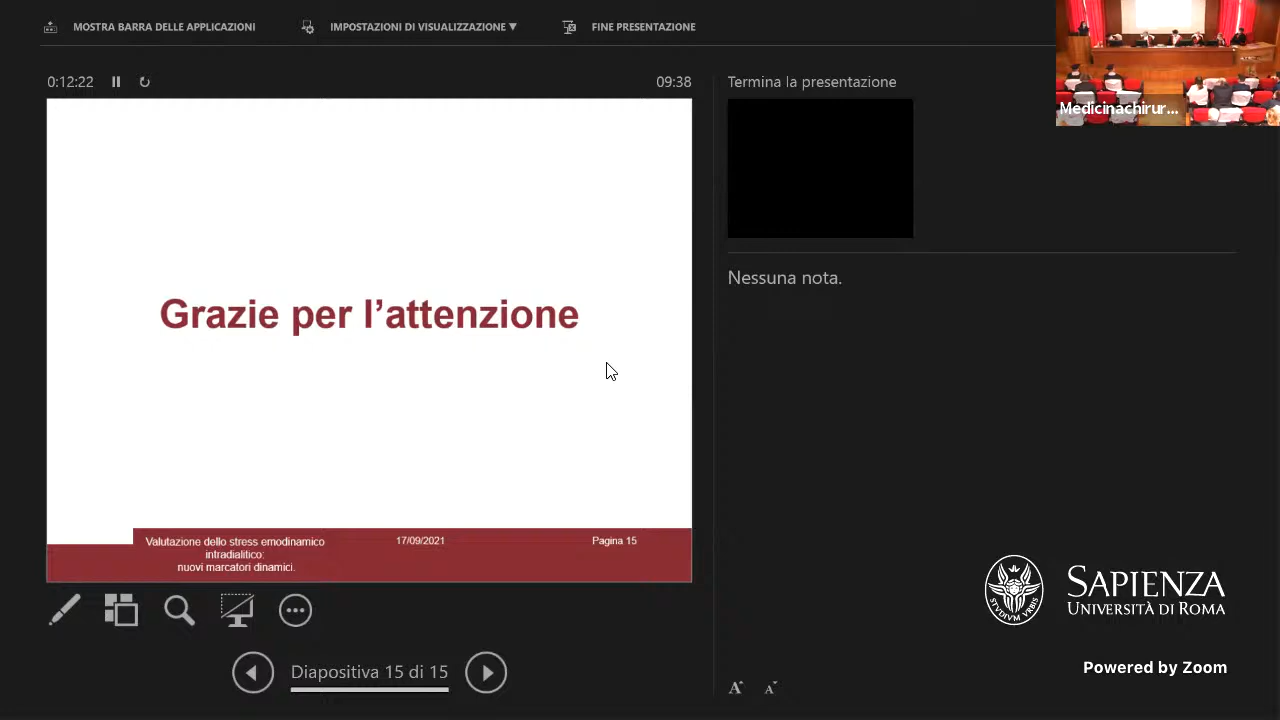 MOSTRA BARRA DELLE APPLICAZIONI
IMPOSTAZIONI DI VISUALIZZAZIONE ▼
FINE PRESENTAZIONE
0:12:22
09:38
Termina la presentazione
Medicinachirur...
Nessuna nota.
Grazie per l’attenzione
Valutazione dello stress emodinamico
intradialitico:
nuovi marcatori dinamici.
17/09/2021
Pagina 15
Diapositiva 15 di 15
A A
STVDIVM VRBIS
SAPIENZA
UNIVERSITÀ DI ROMA
Powered by Zoom